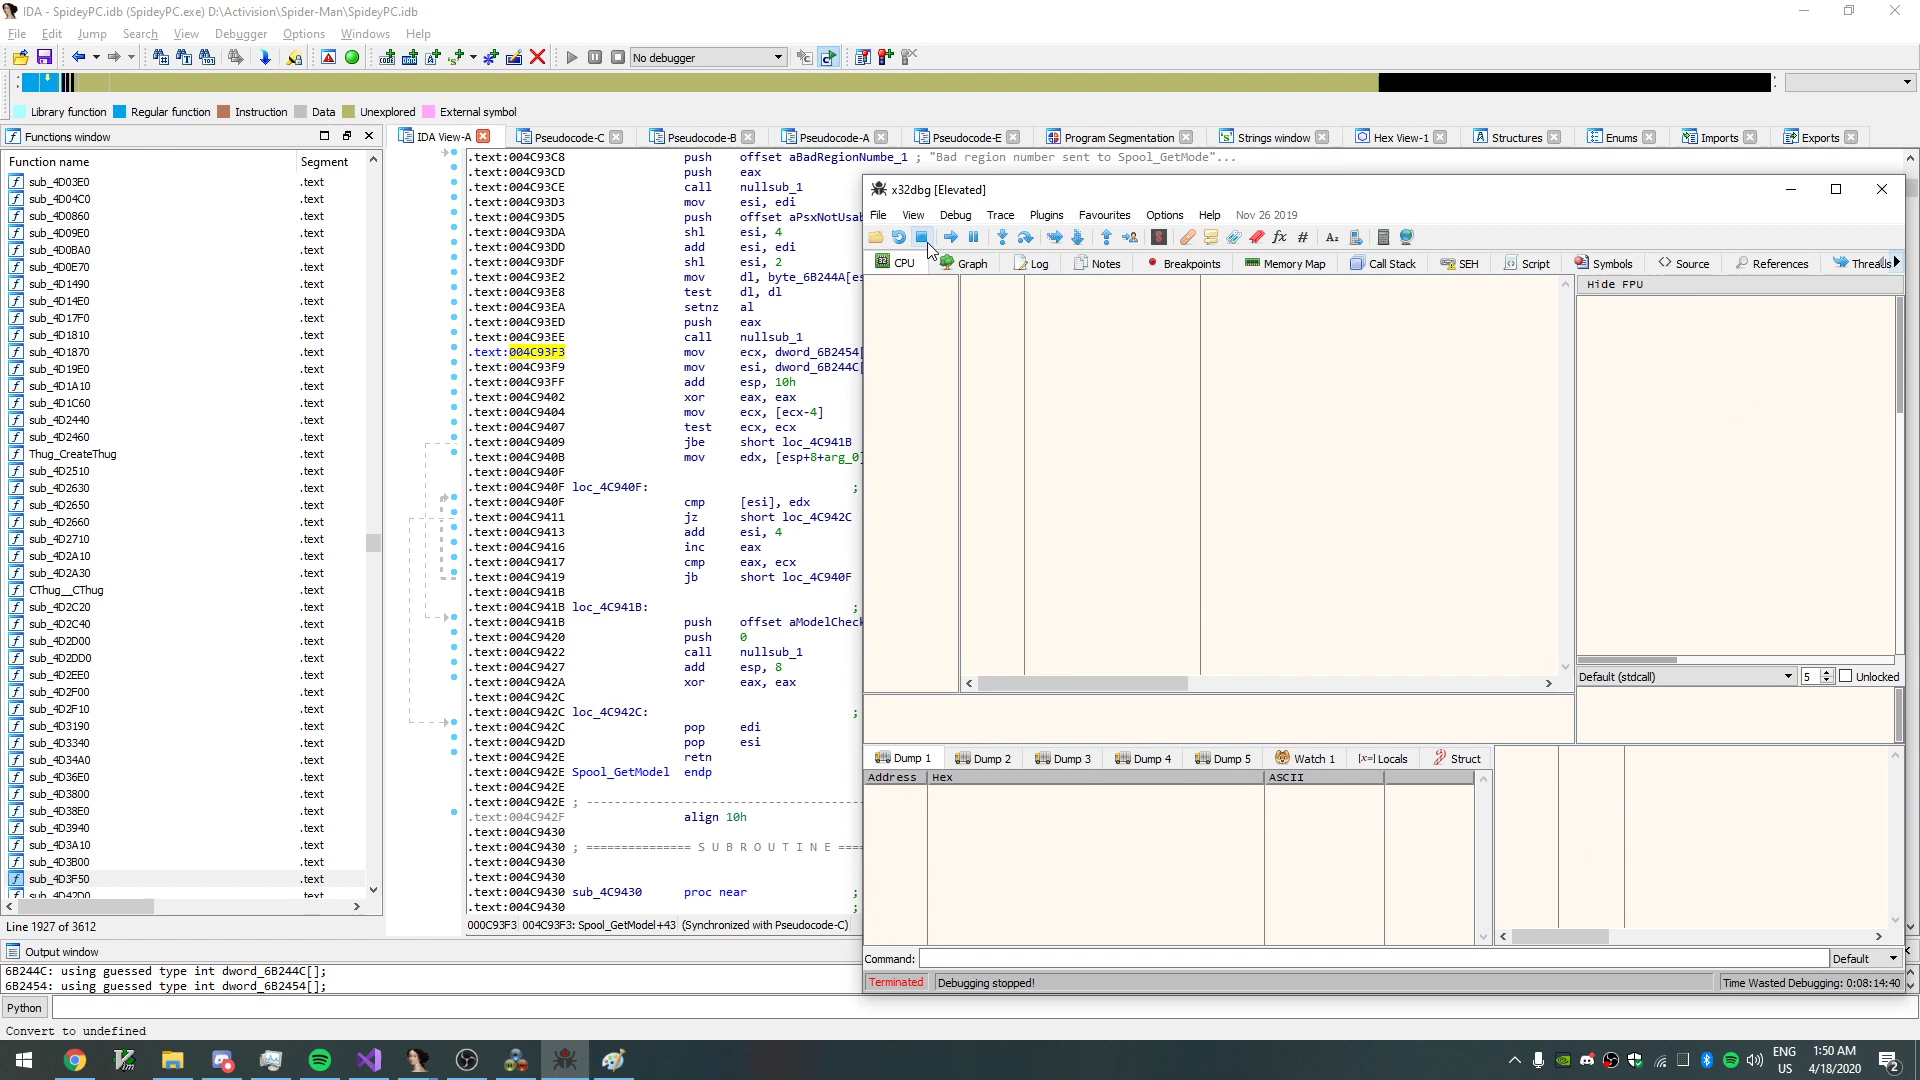 IDA - SpideyPC.idb (SpideyPC.exe) D:\Activision\Spider-Man\SpideyPC.idb
File Edit Jump Search View Debugger Options Windows Help
No debugger
Library function Regular function Instruction Data Unexplored External symbol
Functions window
IDA View-A Pseudocode-C Pseudocode-B Pseudocode-A Pseudocode-E Program Segmentation Strings window Hex View-1 Structures Enums Imports Exports
Function name Segment
sub_4D03E0 .text
sub_4D04C0 .text
sub_4D0860 .text
sub_4D09E0 .text
sub_4D0BA0 .text
sub_4D0E70 .text
sub_4D1490 .text
sub_4D14E0 .text
sub_4D17F0 .text
sub_4D1810 .text
sub_4D1870 .text
sub_4D19E0 .text
sub_4D1A10 .text
sub_4D1C60 .text
sub_4D2440 .text
sub_4D2460 .text
Thug_CreateThug .text
sub_4D2510 .text
sub_4D2630 .text
sub_4D2650 .text
sub_4D2660 .text
sub_4D2710 .text
sub_4D2A10 .text
sub_4D2A30 .text
CThug__CThug .text
sub_4D2C20 .text
sub_4D2C40 .text
sub_4D2D00 .text
sub_4D2DD0 .text
sub_4D2EE0 .text
sub_4D2F00 .text
sub_4D2F10 .text
sub_4D3190 .text
sub_4D3340 .text
sub_4D34A0 .text
sub_4D36E0 .text
sub_4D3800 .text
sub_4D38E0 .text
sub_4D3940 .text
sub_4D3A10 .text
sub_4D3B00 .text
sub_4D3F50 .text
sub_4D42D0 .text
Line 1927 of 3612
.text:004C93C8 push offset aBadRegionNumbe_1 ; "Bad region number sent to Spool_GetMode"...
.text:004C93CD push eax
.text:004C93CE call nullsub_1
.text:004C93D3 mov esi, edi
.text:004C93D5 push offset aPsxNotUsab
.text:004C93DA shl esi, 4
.text:004C93DD add esi, edi
.text:004C93DF shl esi, 2
.text:004C93E2 mov dl, byte_6B244A[es
.text:004C93E8 test dl, dl
.text:004C93EA setnz al
.text:004C93ED push eax
.text:004C93EE call nullsub_1
.text:004C93F3 mov ecx, dword_6B2454[
.text:004C93F9 mov esi, dword_6B244C[
.text:004C93FF add esp, 10h
.text:004C9402 xor eax, eax
.text:004C9404 mov ecx, [ecx-4]
.text:004C9407 test ecx, ecx
.text:004C9409 jbe short loc_4C941B
.text:004C940B mov edx, [esp+8+arg_0]
.text:004C940F
.text:004C940F loc_4C940F: ;
.text:004C940F cmp [esi], edx
.text:004C9411 jz short loc_4C942C
.text:004C9413 add esi, 4
.text:004C9416 inc eax
.text:004C9417 cmp eax, ecx
.text:004C9419 jb short loc_4C940F
.text:004C941B
.text:004C941B loc_4C941B: ;
.text:004C941B push offset aModelCheck
.text:004C9420 push 0
.text:004C9422 call nullsub_1
.text:004C9427 add esp, 8
.text:004C942A xor eax, eax
.text:004C942C
.text:004C942C loc_4C942C: ;
.text:004C942C pop edi
.text:004C942D pop esi
.text:004C942E retn
.text:004C942E Spool_GetModel endp
.text:004C942E
.text:004C942E ; ---------------------------------------
.text:004C942F align 10h
.text:004C9430
.text:004C9430 ; =============== S U B R O U T I N E ====
.text:004C9430
.text:004C9430
.text:004C9430 sub_4C9430 proc near ;
.text:004C9430 ;
000C93F3 004C93F3: Spool_GetModel+43 (Synchronized with Pseudocode-C)
Output window
6B244C: using guessed type int dword_6B244C[];
6B2454: using guessed type int dword_6B2454[];
Python
Convert to undefined
x32dbg [Elevated]
File View Debug Trace Plugins Favourites Options Help Nov 26 2019
CPU Graph Log Notes Breakpoints Memory Map Call Stack SEH Script Symbols Source References Threads
Hide FPU
Default (stdcall) 5 Unlocked
Dump 1 Dump 2 Dump 3 Dump 4 Dump 5 Watch 1 [x=] Locals Struct
Address Hex ASCII
Command: Default
Terminated Debugging stopped! Time Wasted Debugging: 0:08:14:40
ENG
US
1:50 AM
4/18/2020
2